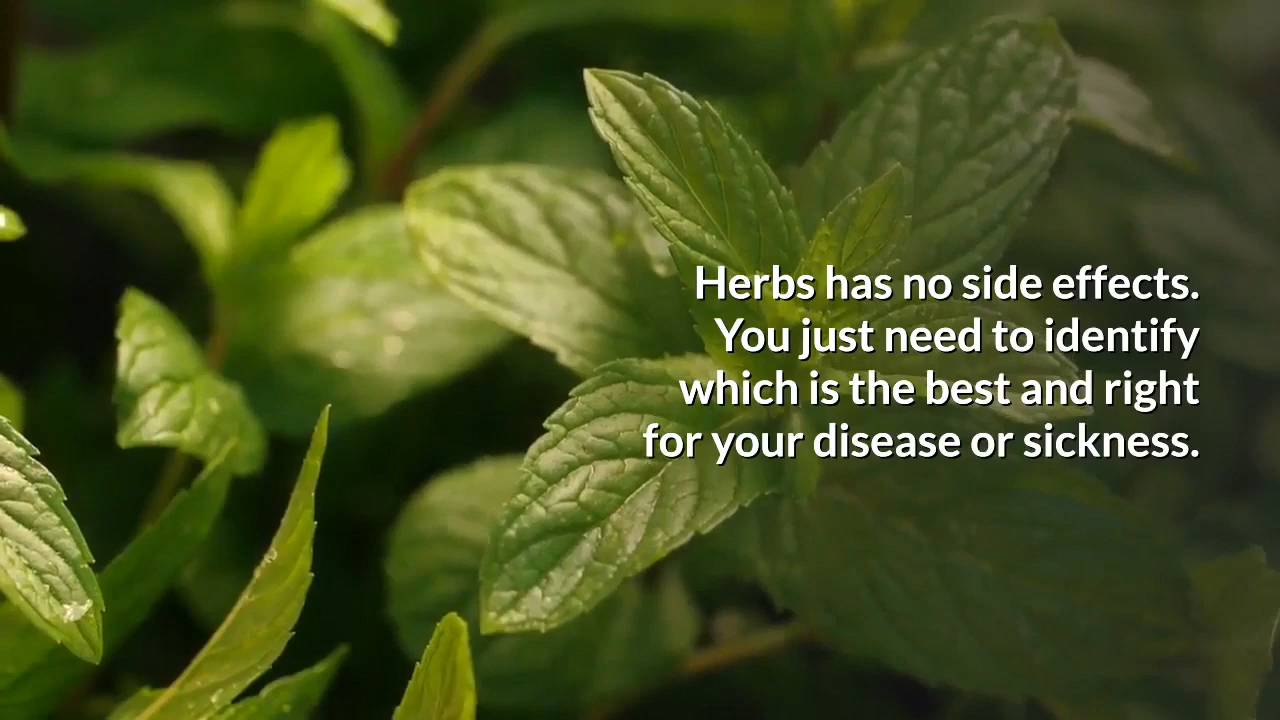 Herbs has no side effects.
You just need to identify
which is the best and right
for your disease or sickness.